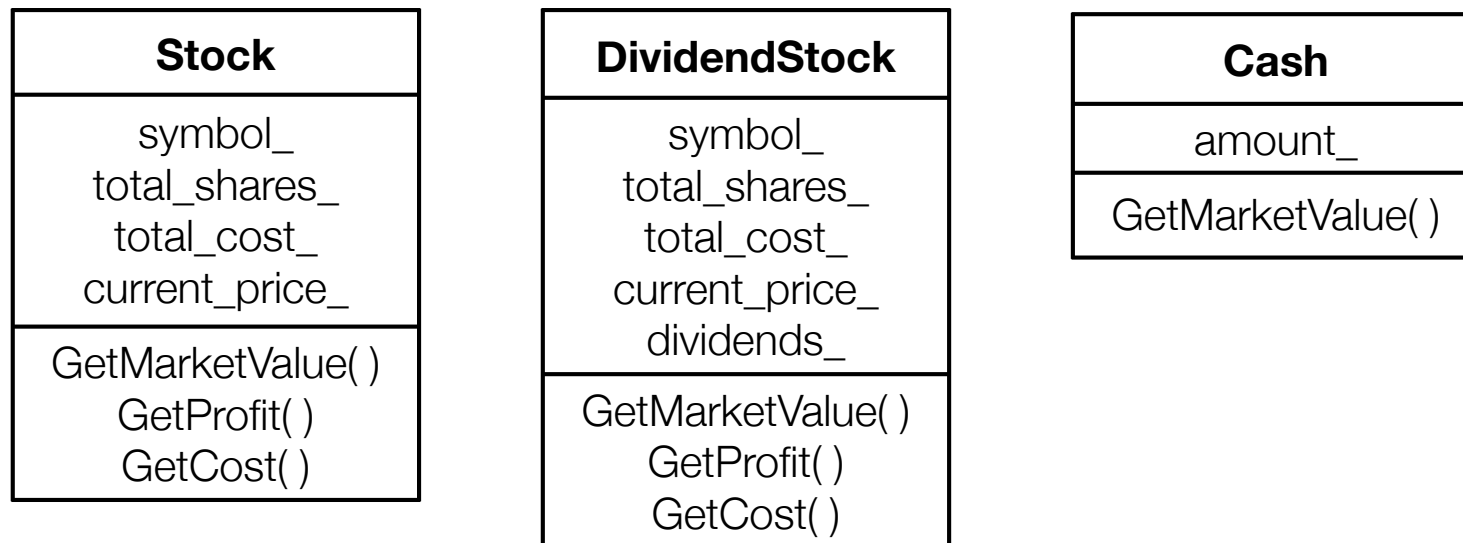 Stock
symbol_
total_shares_
total_cost_
current_price_
GetMarketValue( )
GetProfit( )
GetCost( )
DividendStock
symbol_
total_shares_
total_cost_
current_price_
dividends_
GetMarketValue( )
GetProfit( )
GetCost( )
Cash
amount_
GetMarketValue( )